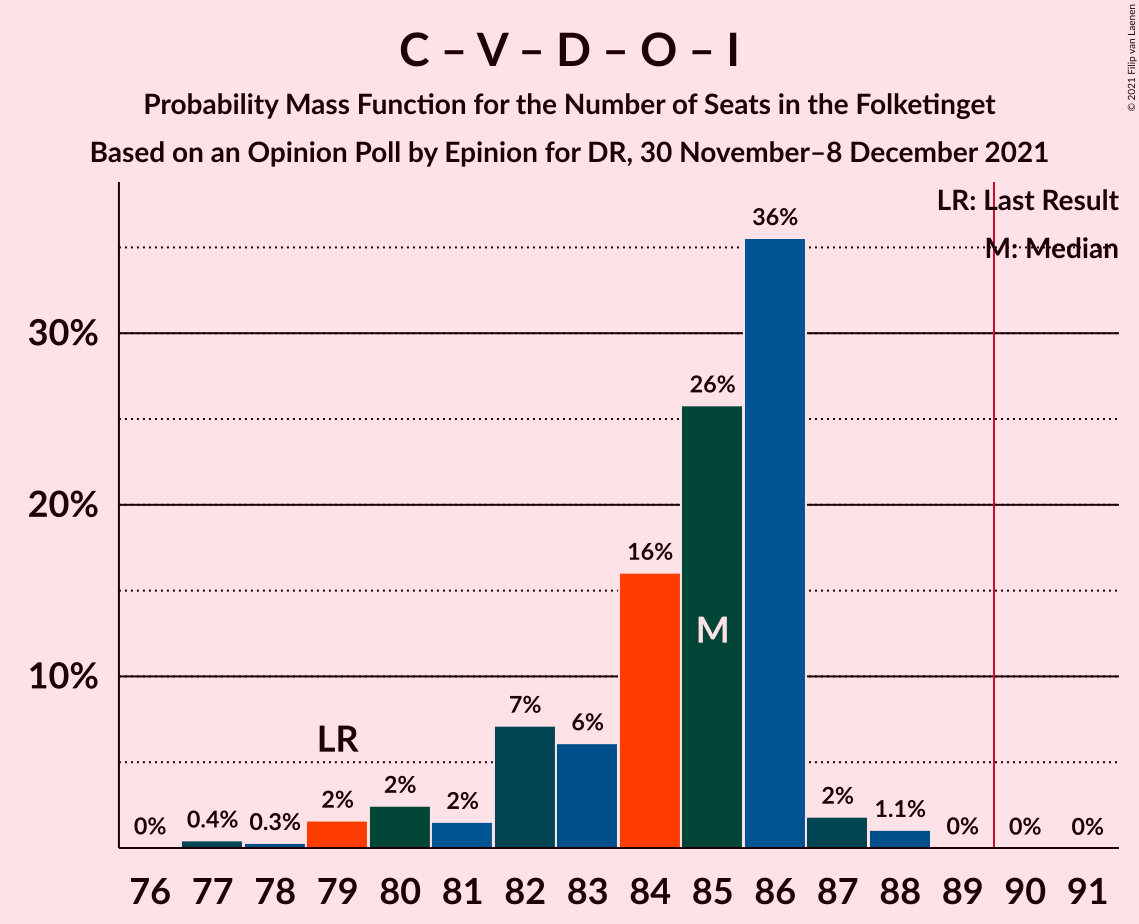 C – V – D – O – I
Probability Mass Function for the Number of Seats in the Folketinget
Based on an Opinion Poll by Epinion for DR, 30 November–8 December 2021
© 2021 Filip van Laenen
LR: Last Result
M: Median
36%
30%
26%
20%
16%
M
10%
7%
6%
LR
0%
0.4%
0.3%
2%
2%
2%
2%
1.1%
0%
0%
0%
76 77 78 79 80 81 82 83 84 85 86 87 88 89 90 91